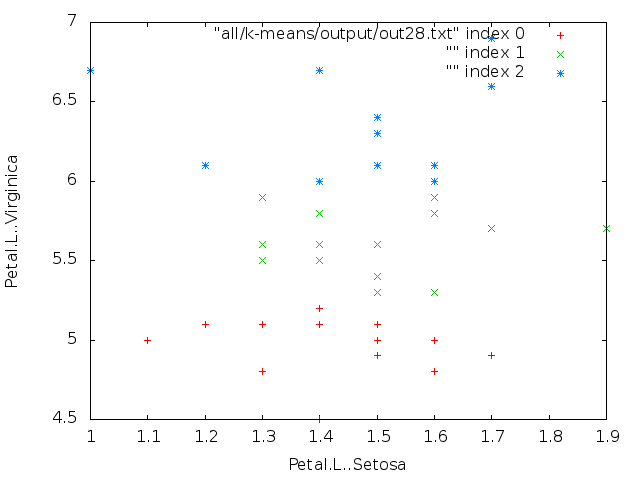 7
"all/k-means/output/out28.txt" index 0
"" index 1
"" index 2
6.5
6
5.5
5
4.5
Petal.L..Virginica
1 1.1 1.2 1.3 1.4 1.5 1.6 1.7 1.8 1.9
Petal.L..Setosa